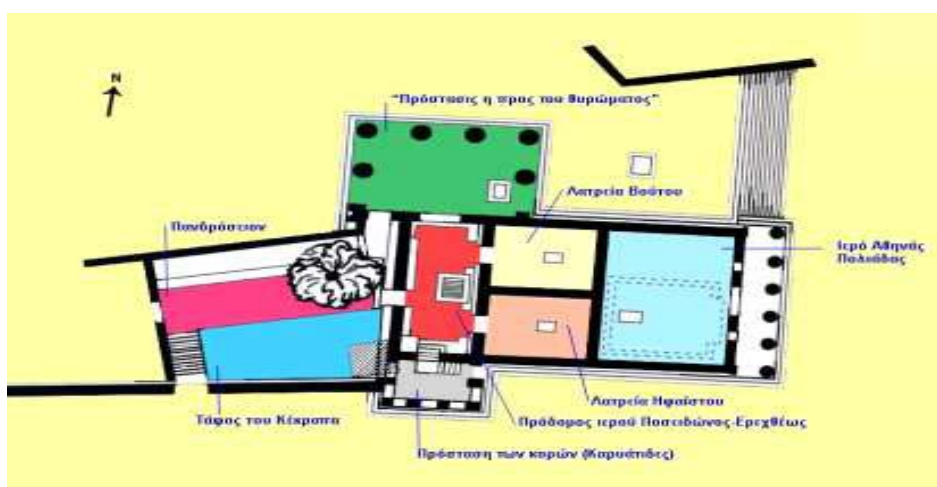 N
"Πρόστασις η προς του θυρώματος"
Λατρεία Βούτου
Πανδρόσειον
Ιερό Αθηνάς
Πολιάδος
Λατρεία Ηφαίστου
Τάφος του Κέκροπα
Πρόδομος ιερού Ποσειδώνος-Ερεχθέως
Πρόσταση των κορών (Καρυάτιδες)